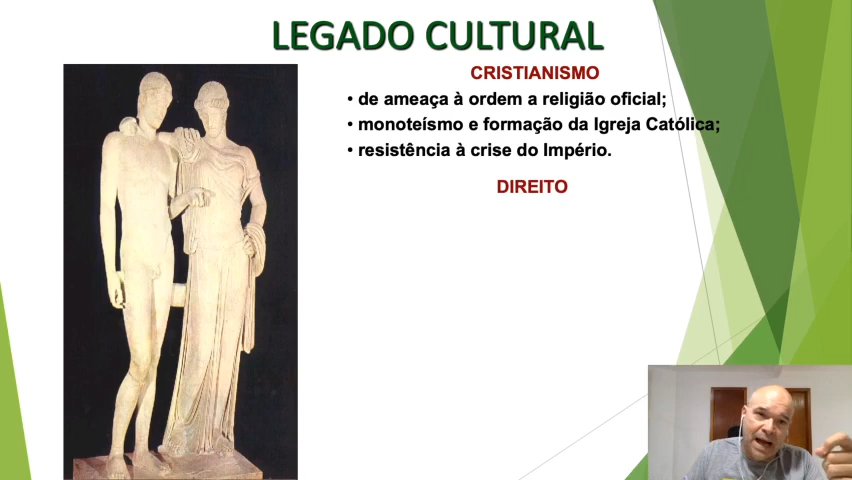 LEGADO CULTURAL
CRISTIANISMO
• de ameaça à ordem a religião oficial;
• monoteísmo e formação da Igreja Católica;
• resistência à crise do Império.
DIREITO